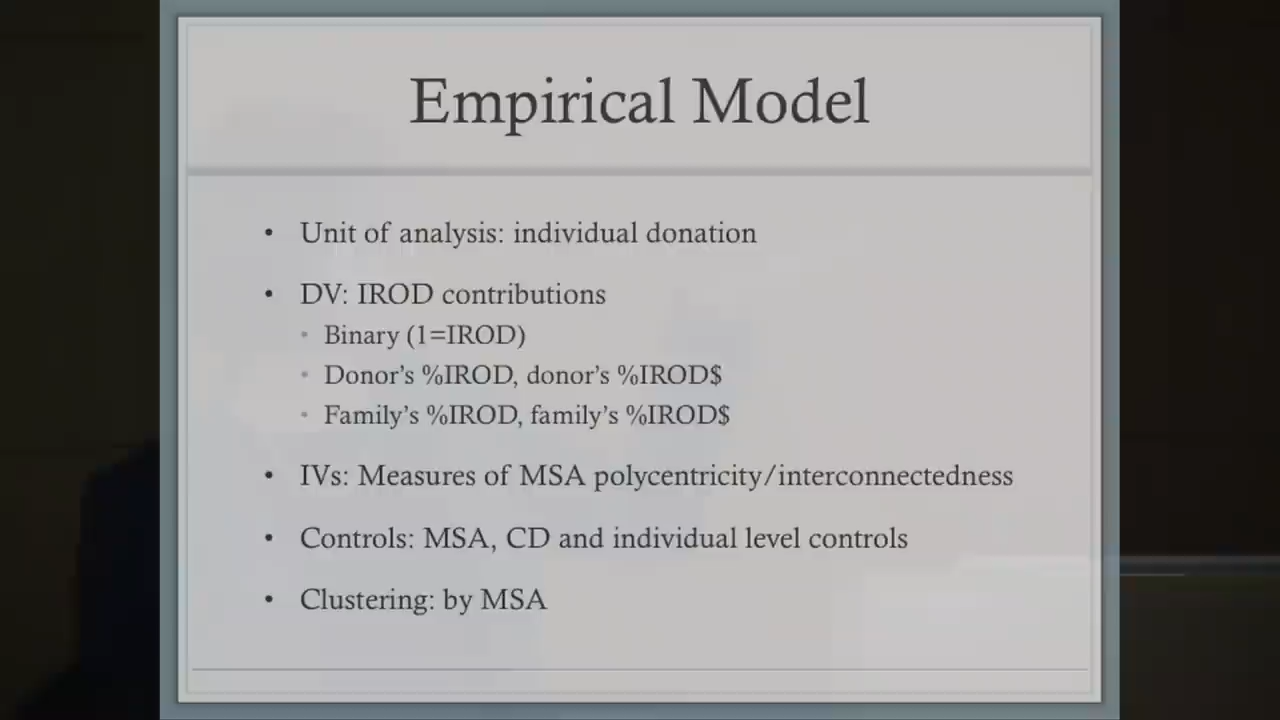 Empirical Model
• Unit of analysis: individual donation
• DV: IROD contributions
• Binary (1=IROD)
• Donor's %IROD, donor's %IROD$
• Family's %IROD, family's %IROD$
• IVs: Measures of MSA polycentricity/interconnectedness
• Controls: MSA, CD and individual level controls
• Clustering: by MSA